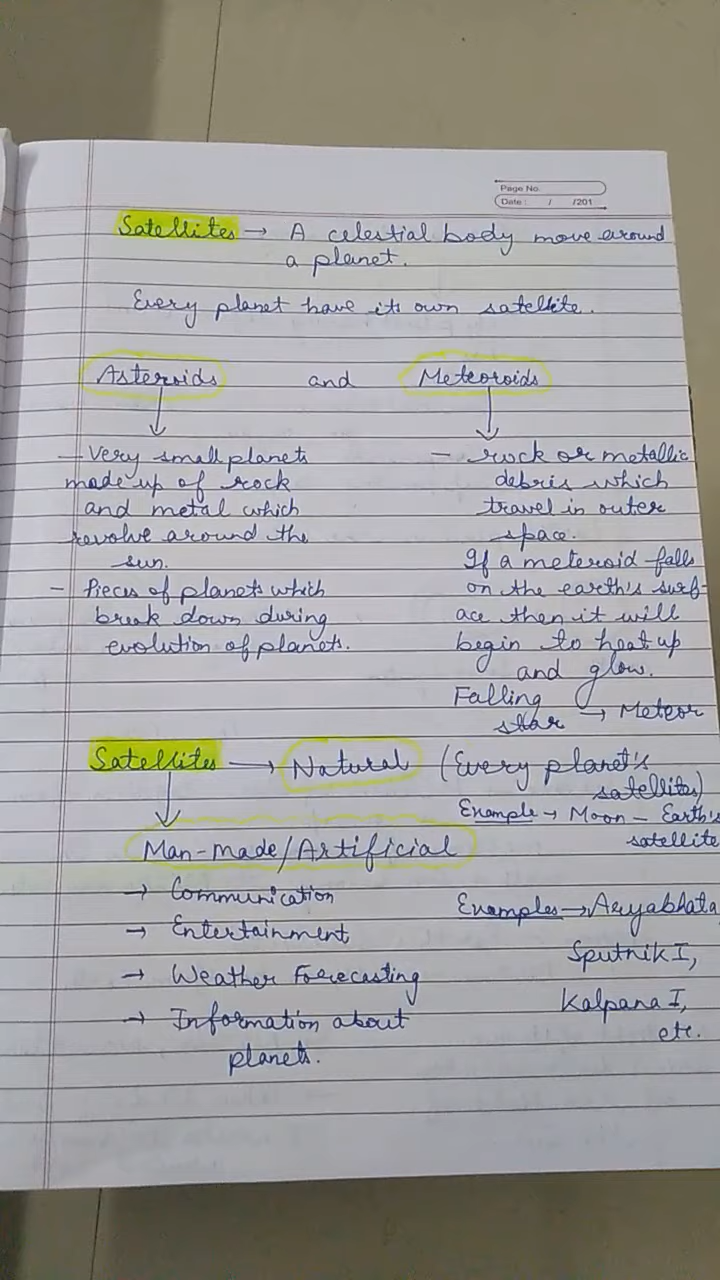 Page No.
Date : / /201
Satellites → A celestial body move around
a planet.
Every planet have its own satellite.
Asteroids and Meteoroids
- Very small planets
made up of rock
and metal which
revolve around the
sun.
- Pieces of planets which
break down during
evolution of planets.
- rock or metallic
debris which
travel in outer
space.
If a meteroid falls
on the earth's surf-
ace then it will
begin to heat up
and glow.
Falling
star → Meteor
Satellites → Natural (Every planet's
satellites)
Example → Moon - Earth's
satellite
Man-made/Artificial
→ Communication
→ Entertainment
→ Weather Forecasting
→ Information about
planets.
Examples → Aryabhata,
Sputnik I,
Kalpana I,
etc.